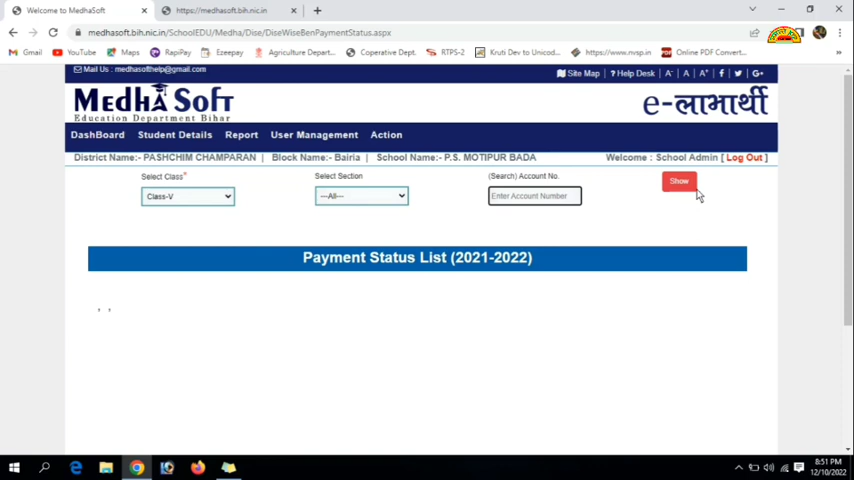 Welcome to MedhaSoft
https://medhasoft.bih.nic.in
medhasoft.bih.nic.in/SchoolEDU/Medha/Dise/DiseWiseBenPaymentStatus.aspx
Gmail YouTube Maps RapiPay Ezeepay Agriculture Depart... Coperative Dept. RTPS-2 Kruti Dev to Unicod... https://www.nvsp.in Online PDF Convert... »
Mail Us : medhasofthelp@gmail.com
Site Map ? Help Desk A- A A+ f G+
MEDHA SOFT
Education Department Bihar
e-लाभार्थी
DashBoard Student Details Report User Management Action
District Name:- PASHCHIM CHAMPARAN | Block Name:- Bairia | School Name:- P.S. MOTIPUR BADA Welcome : School Admin [ Log Out ]
Select Class* Select Section (Search) Account No. Show
Class-V ---All--- Enter Account Number
Payment Status List (2021-2022)
, ,
8:51 PM
12/10/2022